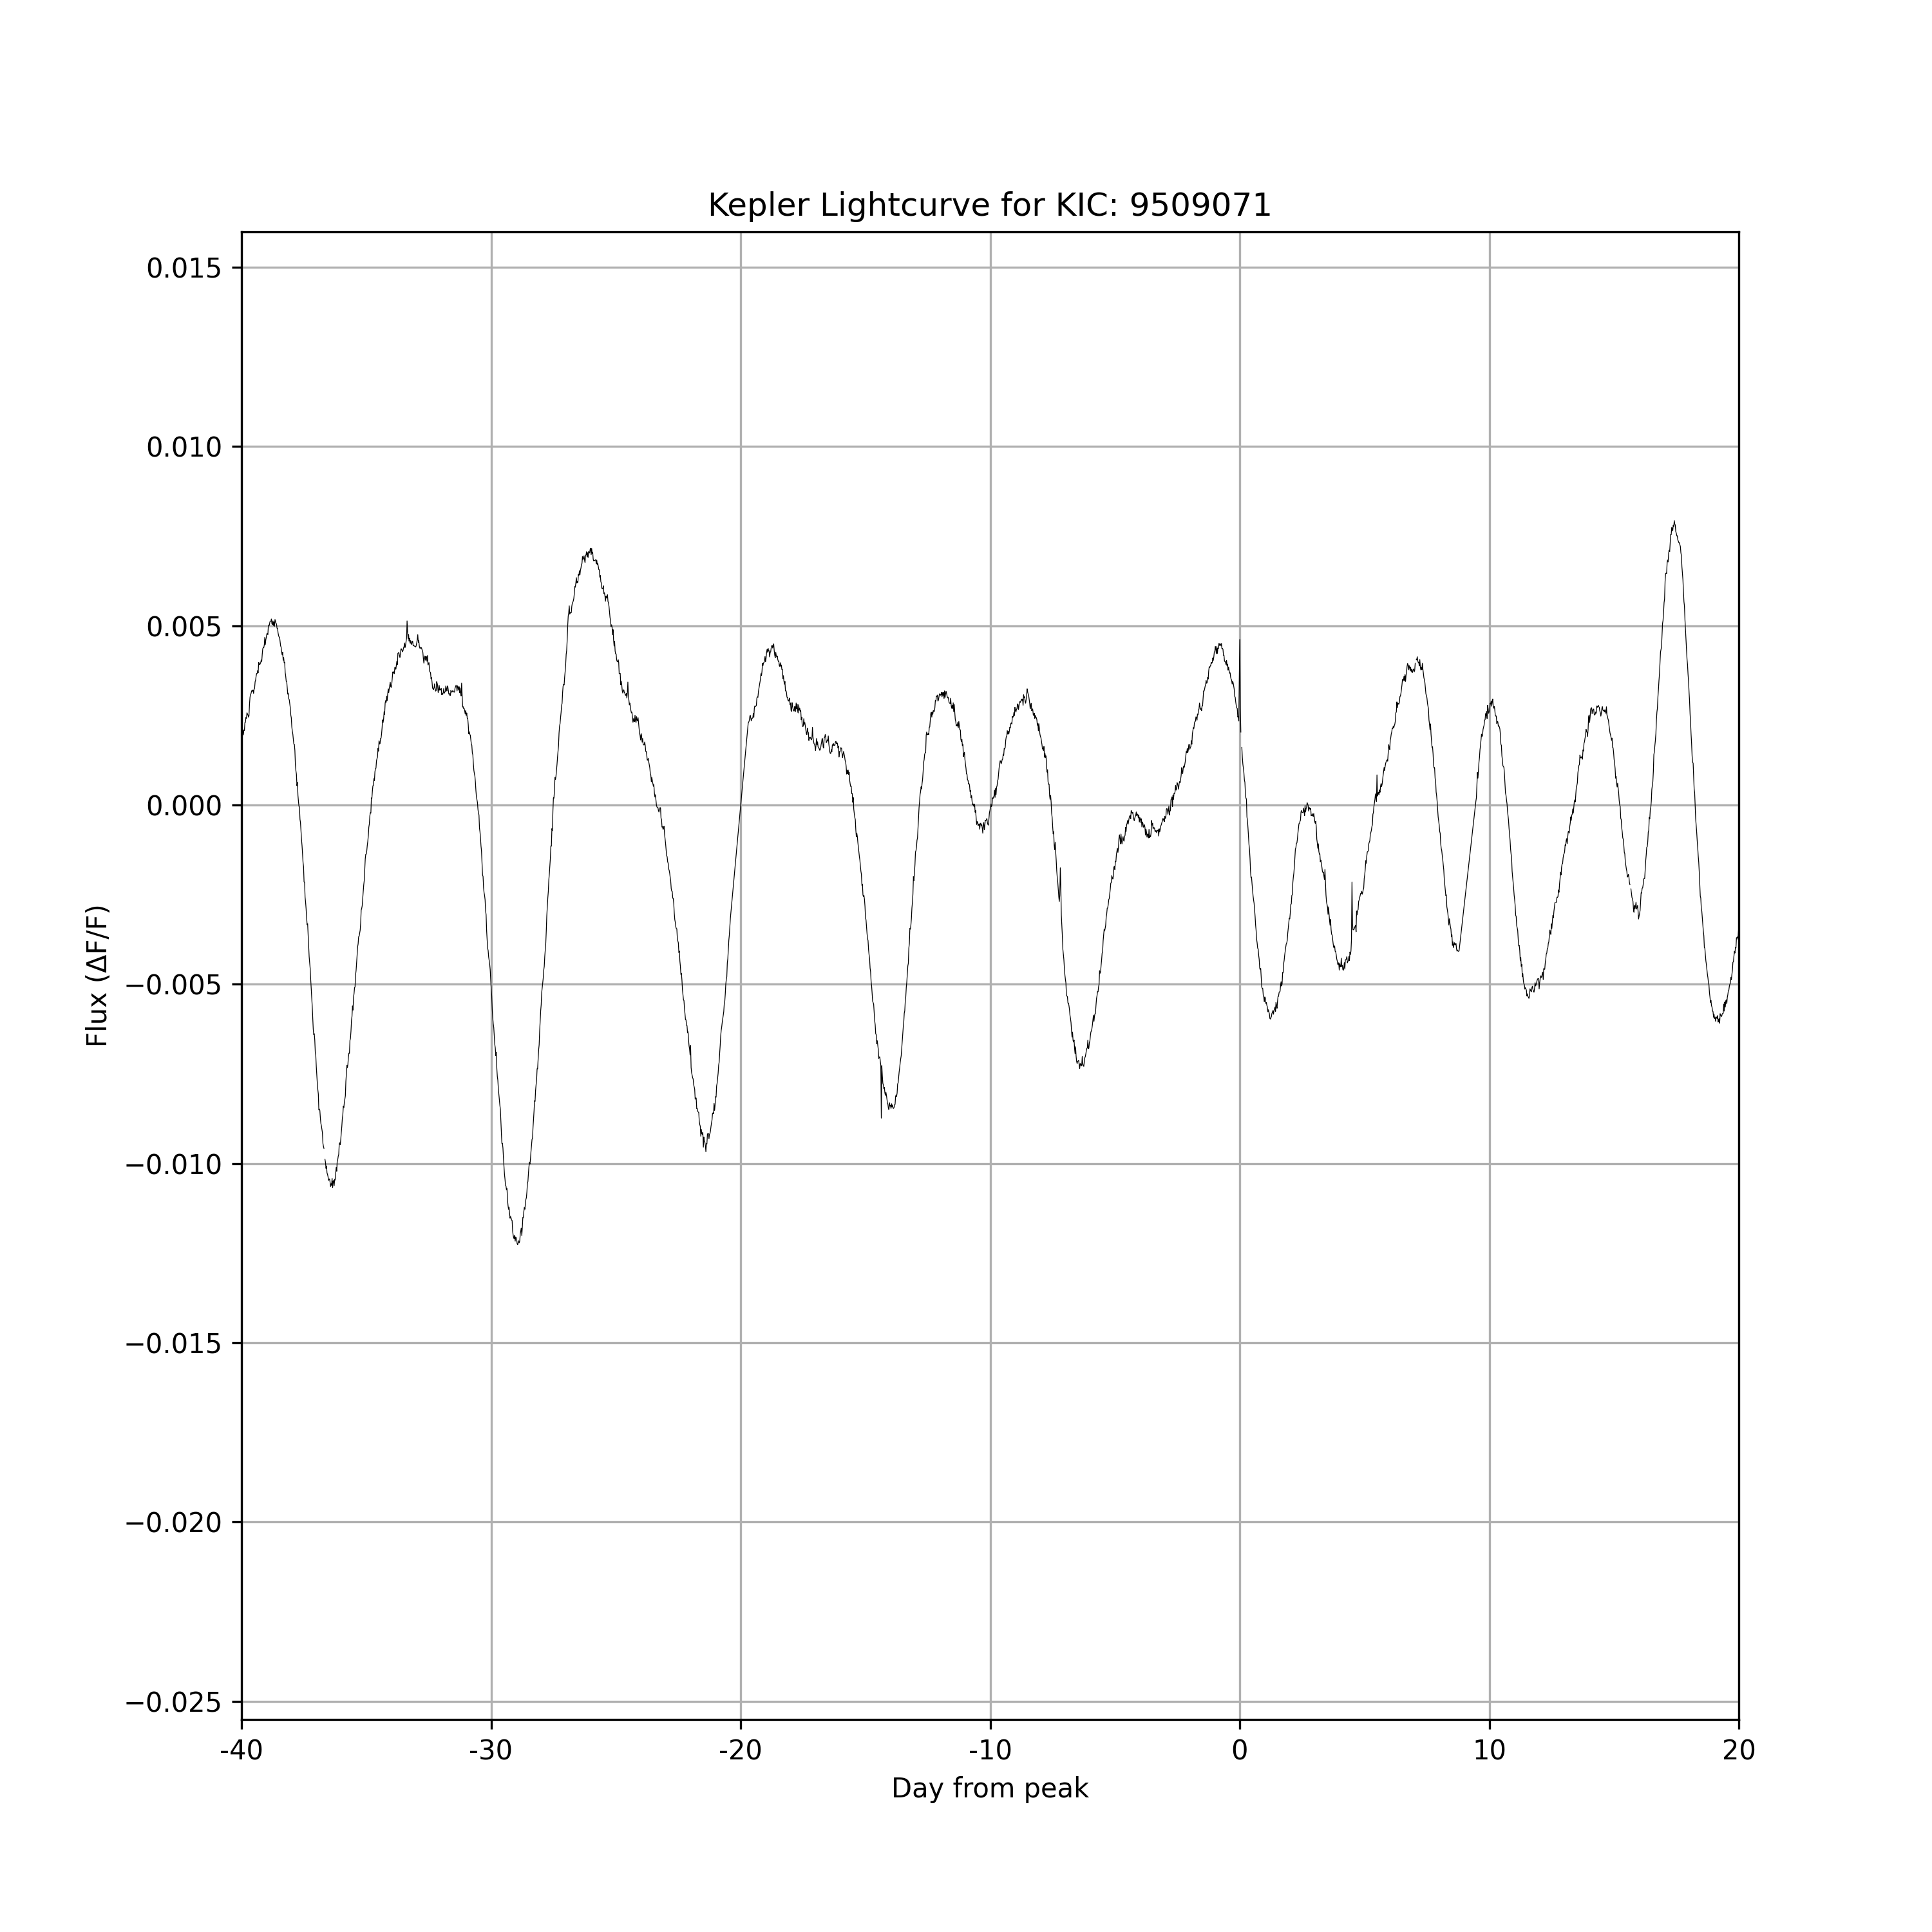 Kepler Lightcurve for KIC: 9509071
0.015
0.010
0.005
0.000
−0.005
−0.010
−0.015
−0.020
−0.025
Flux (ΔF/F)
-40 -30 -20 -10 0 10 20
Day from peak